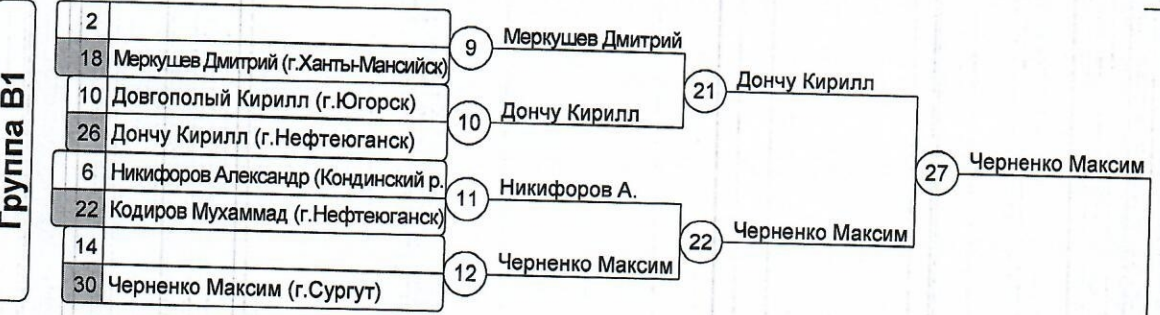 Группа В1
2
18 Меркушев Дмитрий (г.Ханты-Мансийск)
10 Довгополый Кирилл (г.Югорск)
26 Дончу Кирилл (г.Нефтеюганск)
6 Никифоров Александр (Кондинский р.
22 Кодиров Мухаммад (г.Нефтеюганск)
14
30 Черненко Максим (г.Сургут)
9 Меркушев Дмитрий
10 Дончу Кирилл
11 Никифоров А.
12 Черненко Максим
21 Дончу Кирилл
22 Черненко Максим
27 Черненко Максим